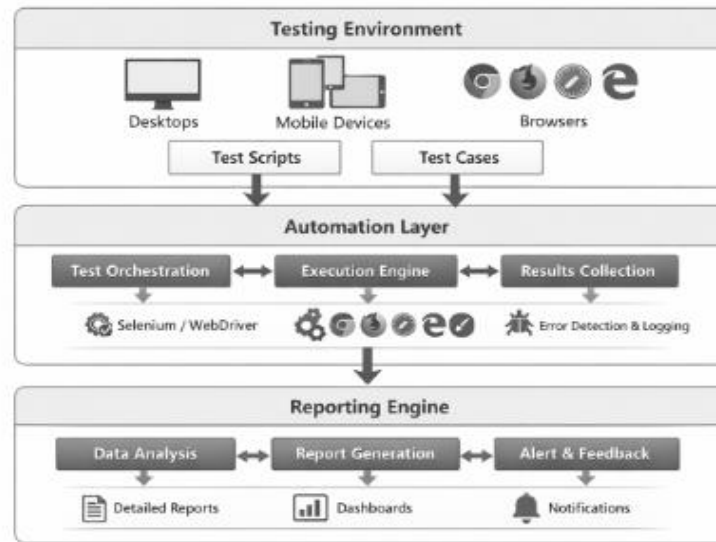 Testing Environment
Desktops
Mobile Devices
Browsers
Test Scripts
Test Cases
Automation Layer
Test Orchestration
Execution Engine
Results Collection
Selenium / WebDriver
Error Detection & Logging
Reporting Engine
Data Analysis
Report Generation
Alert & Feedback
Detailed Reports
Dashboards
Notifications